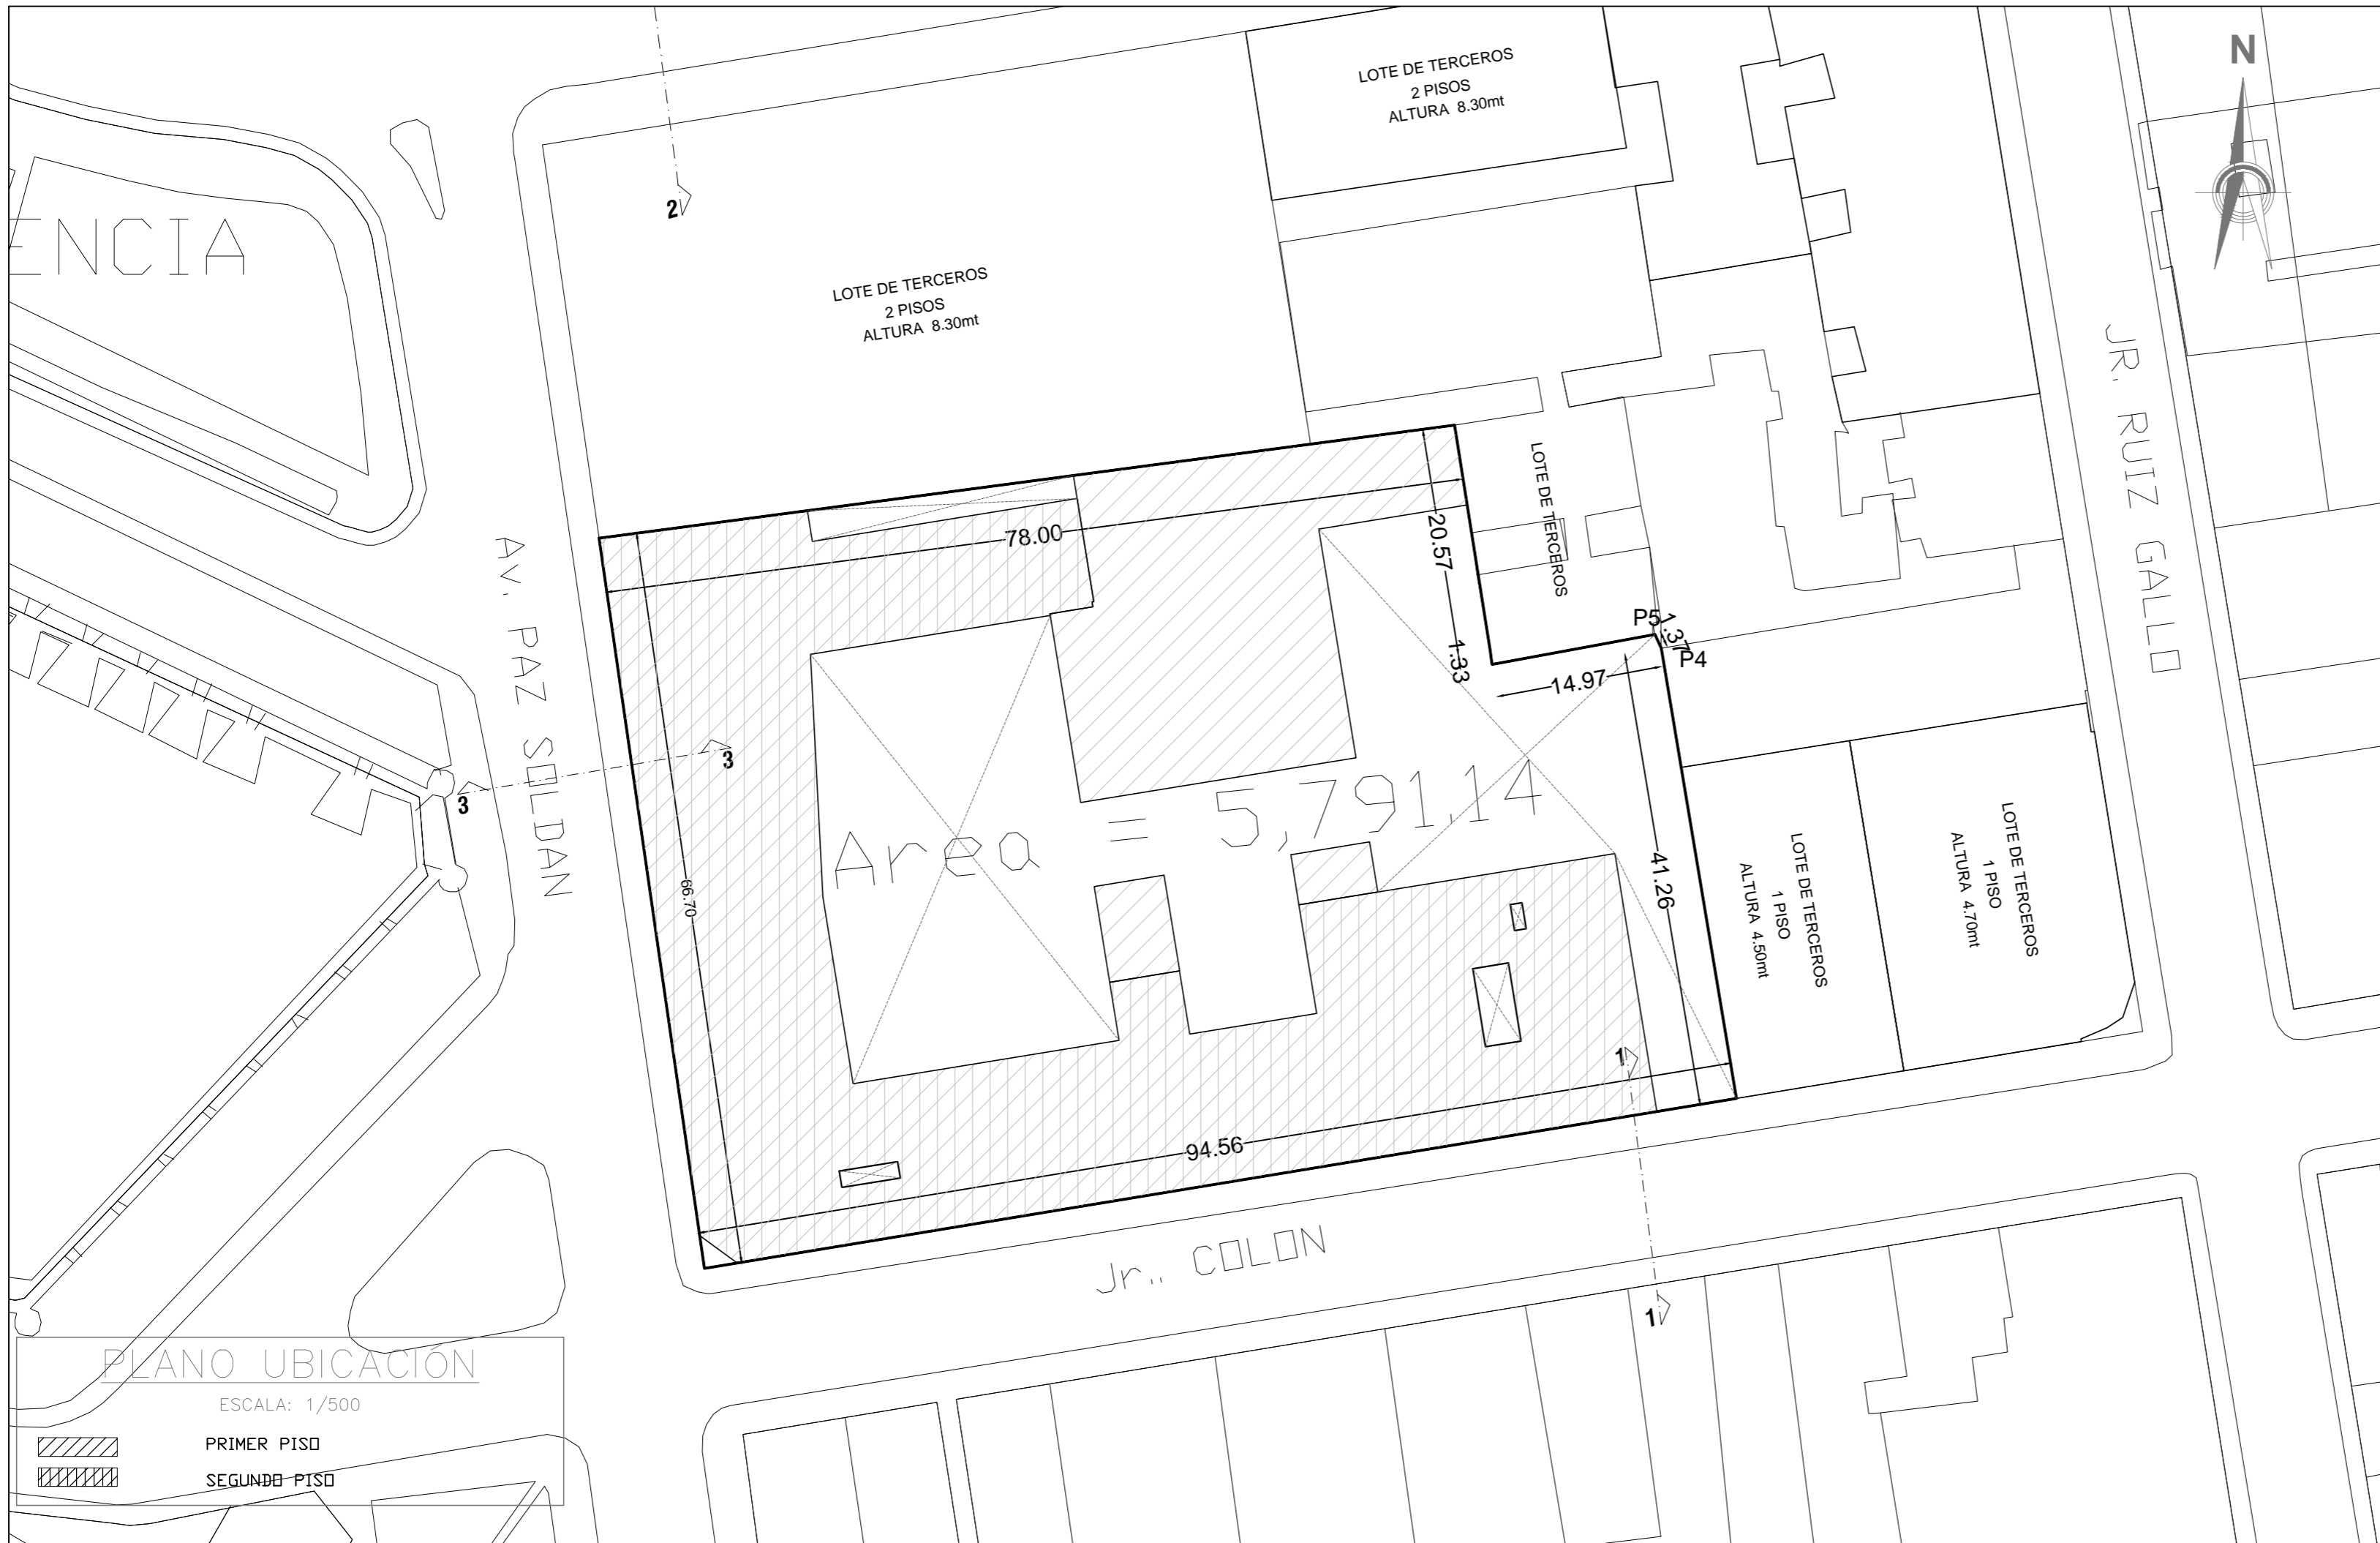 N
LOTE DE TERCEROS
2 PISOS
ALTURA 8.30mt
2
ENCIA
LOTE DE TERCEROS
2 PISOS
ALTURA 8.30mt
JR. RUIZ GALLO
LOTE DE TERCEROS
78.00
20.57
AV. PAZ SOLDAN
P5
1.37
P4
1.33
14.97
3
3
Area = 5,791.14
66.70
41.26
LOTE DE TERCEROS
1 PISO
ALTURA 4.50mt
LOTE DE TERCEROS
1 PISO
ALTURA 4.70mt
1
94.56
Jr.. COLON
1
PLANO UBICACIÓN
ESCALA: 1/500
PRIMER PISO
SEGUNDO PISO